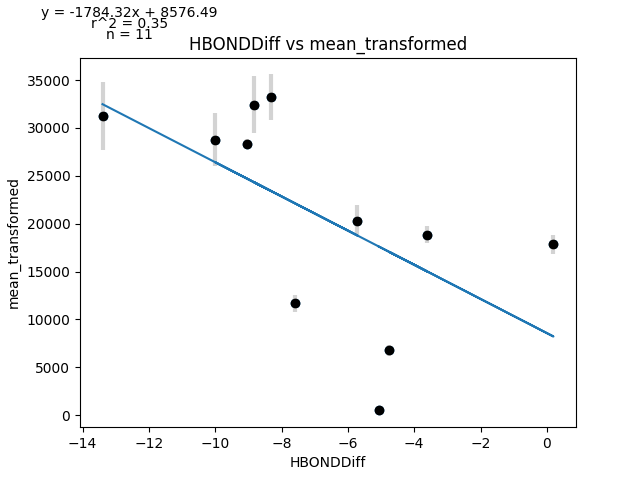 y = -1784.32x + 8576.49
r^2 = 0.35
n = 11
HBONDDiff vs mean_transformed
35000
30000
25000
20000
15000
10000
5000
0
mean_transformed
−14 −12 −10 −8 −6 −4 −2 0
HBONDDiff